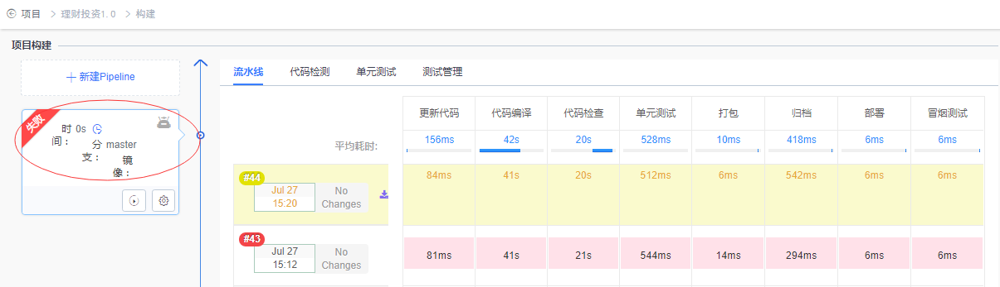 项目 > 理财投资1.0 > 构建
项目构建
新建Pipeline
失败
时间： 0s
分支： master
镜像：
流水线 代码检测 单元测试 测试管理
更新代码 代码编译 代码检查 单元测试 打包 归档 部署 冒烟测试
平均耗时: 156ms 42s 20s 528ms 10ms 418ms 6ms 6ms
#44
Jul 27
15:20
No
Changes
84ms 41s 20s 512ms 6ms 542ms 6ms 6ms
#43
Jul 27
15:12
No
Changes
81ms 41s 21s 544ms 14ms 294ms 6ms 6ms